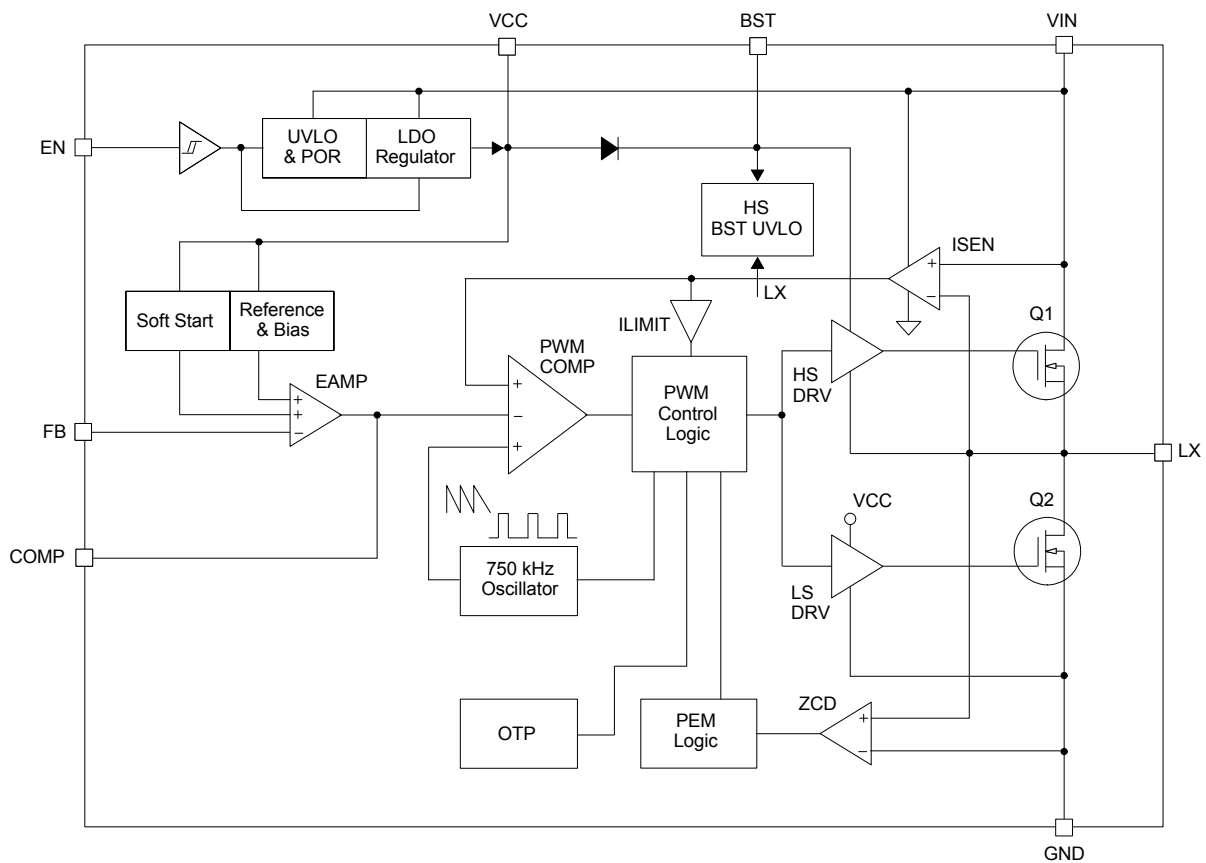 VCC
BST
VIN
EN
UVLO
& POR
LDO
Regulator
HS
BST UVLO
LX
ISEN
Soft Start
Reference
& Bias
ILIMIT
Q1
EAMP
PWM
COMP
PWM
Control
Logic
HS
DRV
FB
LX
VCC
Q2
COMP
750 kHz
Oscillator
LS
DRV
OTP
PEM
Logic
ZCD
GND
+
+
−
+
−
+
+
−
+
−